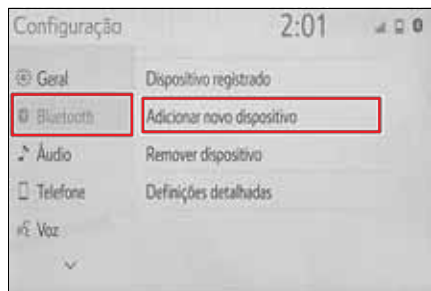 Configuração 2:01
Geral Dispositivo registrado
Bluetooth Adicionar novo dispositivo
Áudio Remover dispositivo
Telefone Definições detalhadas
Voz